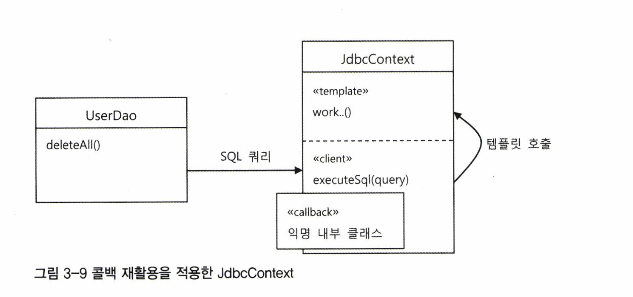 UserDao
deleteAll()
SQL 쿼리
JdbcContext
«template»
work..()
«client»
executeSql(query)
«callback»
익명 내부 클래스
템플릿 호출
그림 3-9 콜백 재활용을 적용한 JdbcContext